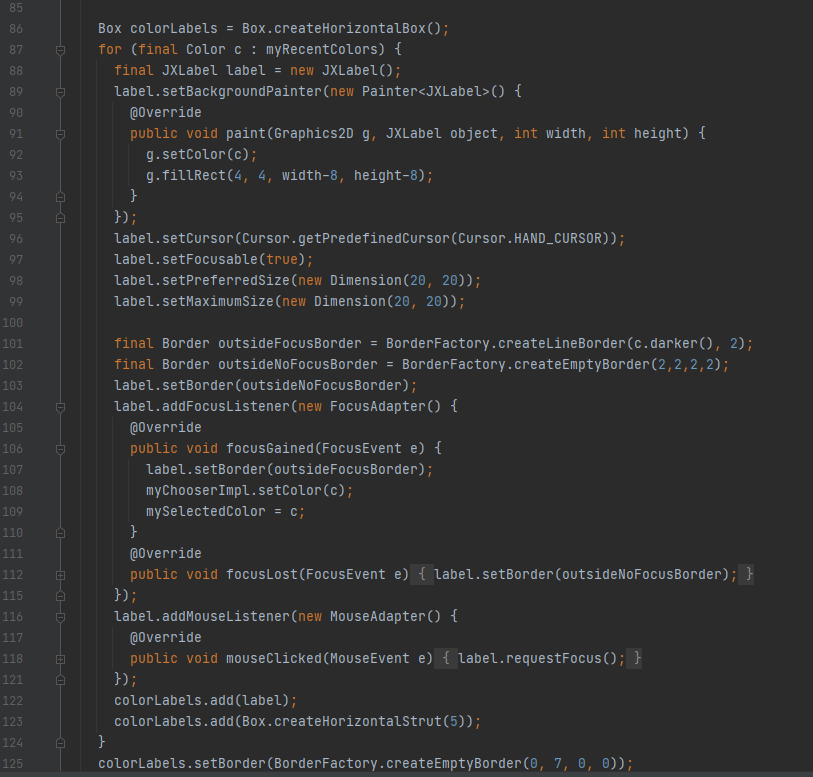 85
86 Box colorLabels = Box.createHorizontalBox();
87 for (final Color c : myRecentColors) {
88 final JXLabel label = new JXLabel();
89 label.setBackgroundPainter(new Painter<JXLabel>() {
90 @Override
91 public void paint(Graphics2D g, JXLabel object, int width, int height) {
92 g.setColor(c);
93 g.fillRect(4, 4, width-8, height-8);
94 }
95 });
96 label.setCursor(Cursor.getPredefinedCursor(Cursor.HAND_CURSOR));
97 label.setFocusable(true);
98 label.setPreferredSize(new Dimension(20, 20));
99 label.setMaximumSize(new Dimension(20, 20));
100
101 final Border outsideFocusBorder = BorderFactory.createLineBorder(c.darker(), 2);
102 final Border outsideNoFocusBorder = BorderFactory.createEmptyBorder(2,2,2,2);
103 label.setBorder(outsideNoFocusBorder);
104 label.addFocusListener(new FocusAdapter() {
105 @Override
106 public void focusGained(FocusEvent e) {
107 label.setBorder(outsideFocusBorder);
108 myChooserImpl.setColor(c);
109 mySelectedColor = c;
110 }
111 @Override
112 public void focusLost(FocusEvent e) { label.setBorder(outsideNoFocusBorder); }
115 });
116 label.addMouseListener(new MouseAdapter() {
117 @Override
118 public void mouseClicked(MouseEvent e) { label.requestFocus(); }
121 });
122 colorLabels.add(label);
123 colorLabels.add(Box.createHorizontalStrut(5));
124 }
125 colorLabels.setBorder(BorderFactory.createEmptyBorder(0, 7, 0, 0));